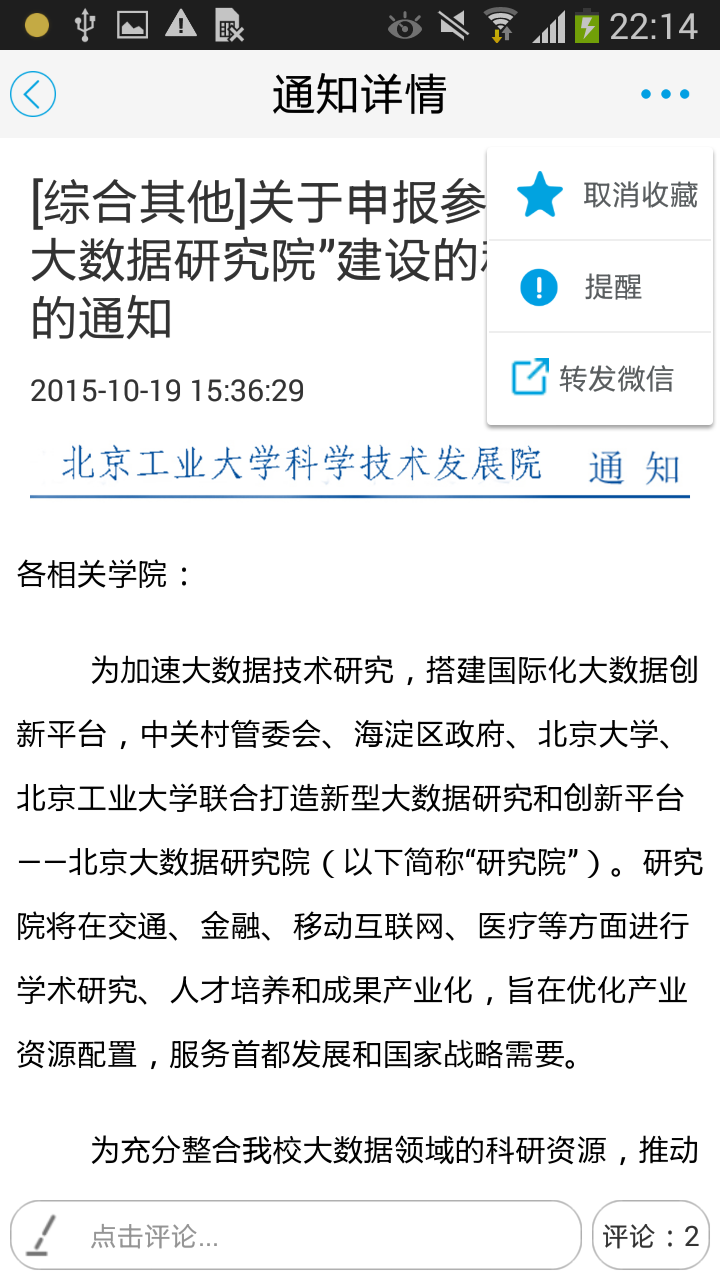 22:14
通知详情
[综合其他]关于申报参
大数据研究院”建设的
的通知
取消收藏
提醒
转发微信
2015-10-19 15:36:29
北京工业大学科学技术发展院 通知
各相关学院：
为加速大数据技术研究，搭建国际化大数据创
新平台，中关村管委会、海淀区政府、北京大学、
北京工业大学联合打造新型大数据研究和创新平台
——北京大数据研究院（以下简称“研究院”）。研究
院将在交通、金融、移动互联网、医疗等方面进行
学术研究、人才培养和成果产业化，旨在优化产业
资源配置，服务首都发展和国家战略需要。
为充分整合我校大数据领域的科研资源，推动
点击评论...
评论：2